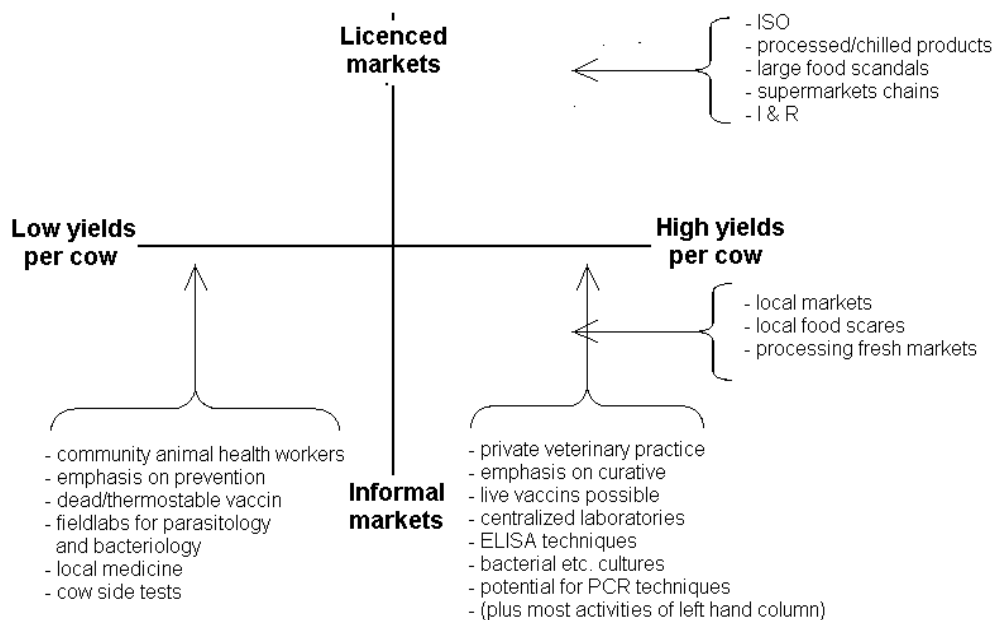 Licenced
markets
- ISO
- processed/chilled products
- large food scandals
- supermarkets chains
- I & R
Low yields
per cow
High yields
per cow
- local markets
- local food scares
- processing fresh markets
- community animal health workers
- emphasis on prevention
- dead/thermostable vaccin
- fieldlabs for parasitology
and bacteriology
- local medicine
- cow side tests
Informal
markets
- private veterinary practice
- emphasis on curative
- live vaccins possible
- centralized laboratories
- ELISA techniques
- bacterial etc. cultures
- potential for PCR techniques
- (plus most activities of left hand column)